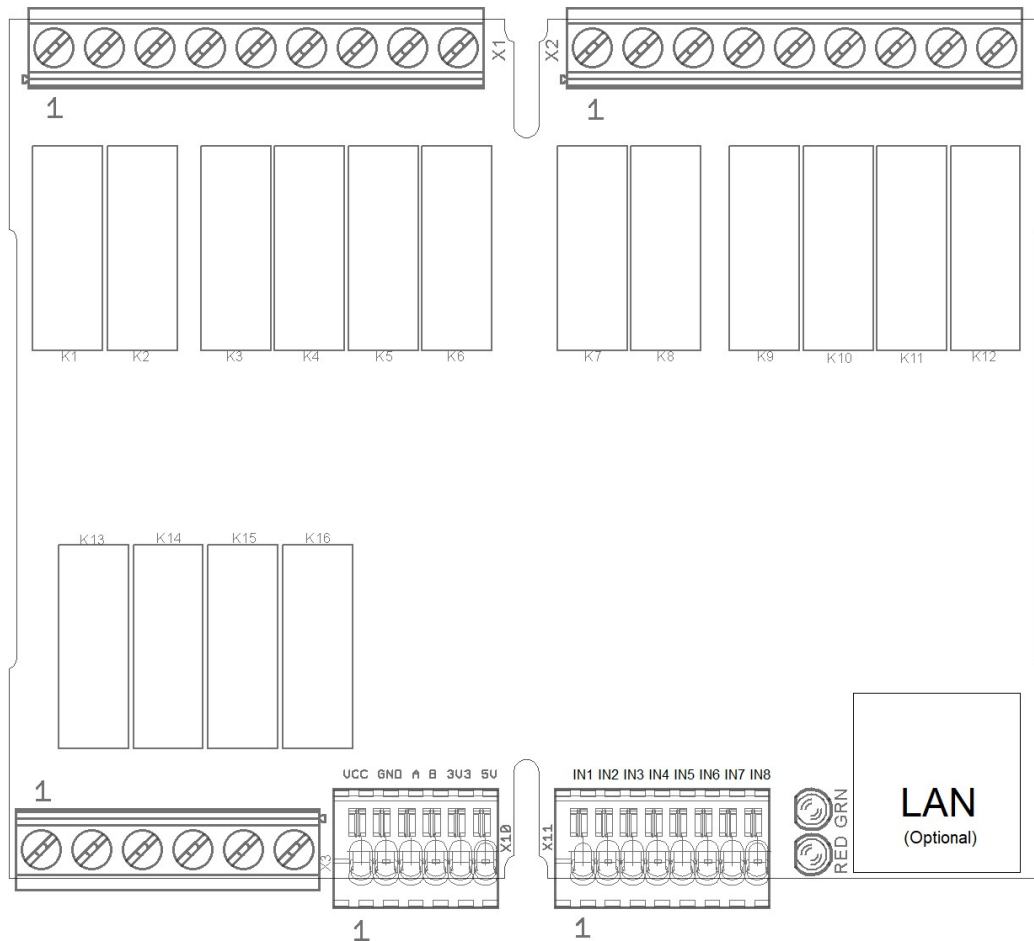 X1 X2
1 1
K1 K2 K3 K4 K5 K6 K7 K8 K9 K10 K11 K12
K13 K14 K15 K16
VCC GND A B 3V3 5V IN1 IN2 IN3 IN4 IN5 IN6 IN7 IN8
1
X3 X10 X11
RED GRN
LAN
(Optional)
1 1